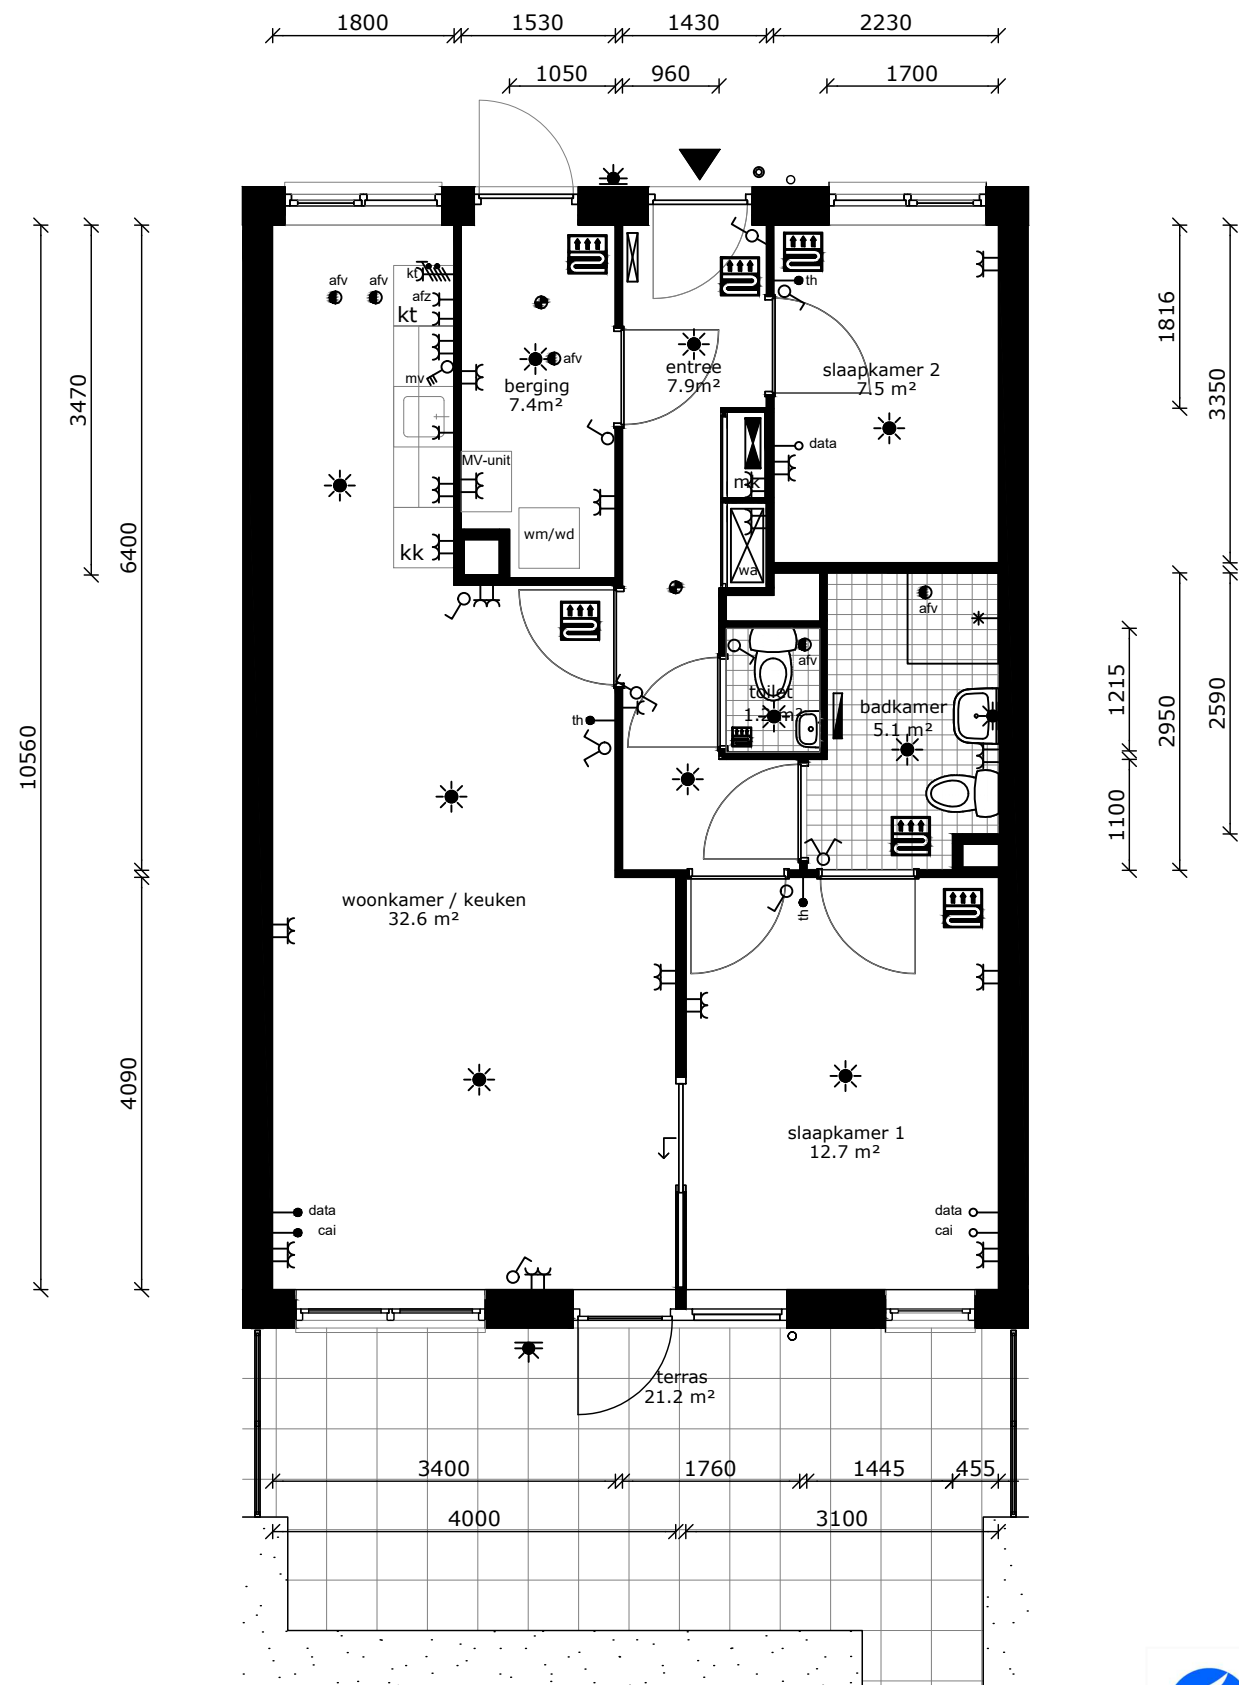 1800
1530
1430
2230
1050
960
1700
10560
3470
6400
4090
1816
3350
1215
2950
2590
1100
afv
afv
kt
afz
kt
mv
kk
afv
berging
7.4m²
MV-unit
wm/wd
entree
7.9m²
th
slaapkamer 2
7.5 m²
data
mk
wa
afv
afv
toilet
badkamer
5.1 m²
th
th
woonkamer / keuken
32.6 m²
slaapkamer 1
12.7 m²
data
cai
data
cai
terras
21.2 m²
3400
1760
1445
455
4000
3100